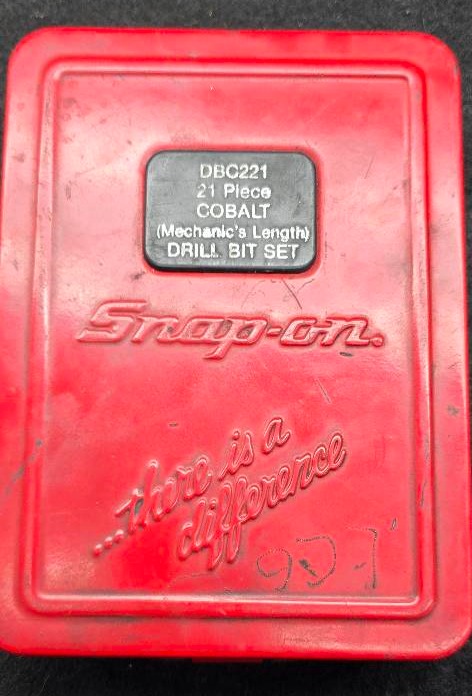 DBC221
21 Piece
COBALT
(Mechanic's Length)
DRILL BIT SET
Snap-on.
...there is a
difference